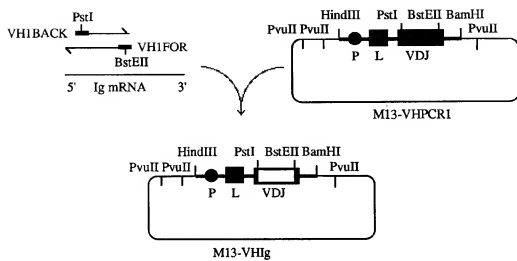 PstI
VH1BACK
VH1FOR
BstEII
5' Ig mRNA 3'
HindIII PstI BstEII BamHI
PvuII PvuII PvuII
P L VDJ
M13-VHPCR1
HindIII PstI BstEII BamHI
PvuII PvuII PvuII
P L VDJ
M13-VHIg